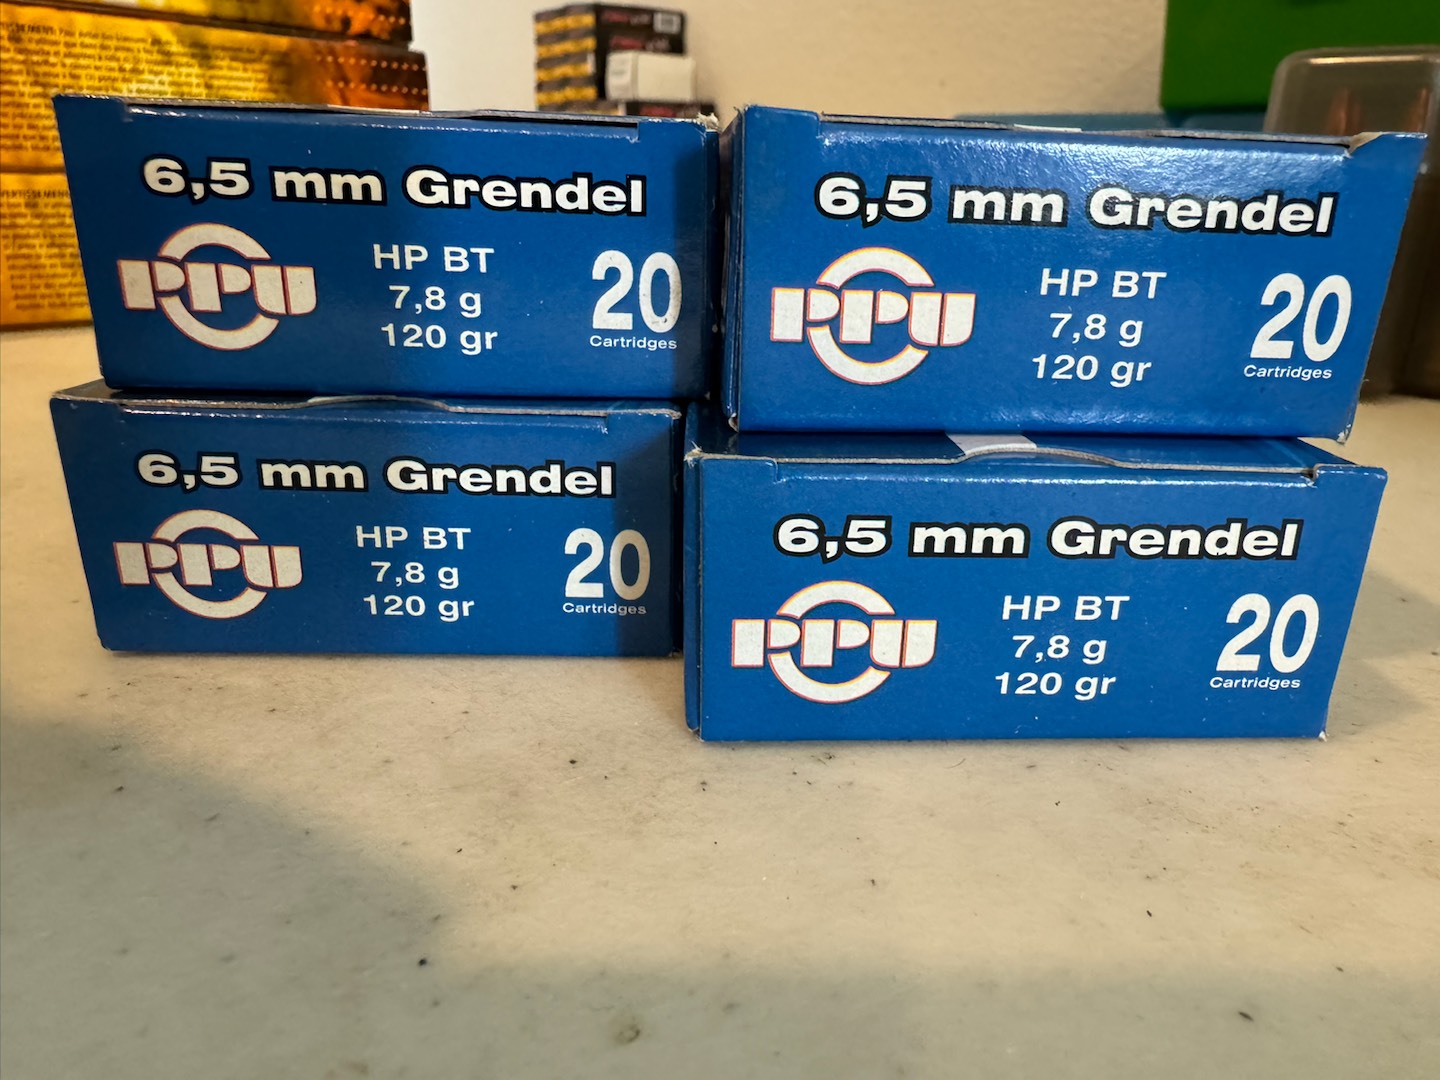 6,5 mm Grendel
PPU
HP BT
7,8 g
120 gr
20
Cartridges
6,5 mm Grendel
PPU
HP BT
7,8 g
120 gr
20
Cartridges
6,5 mm Grendel
PPU
HP BT
7,8 g
120 gr
20
Cartridges
6,5 mm Grendel
PPU
HP BT
7,8 g
120 gr
20
Cartridges